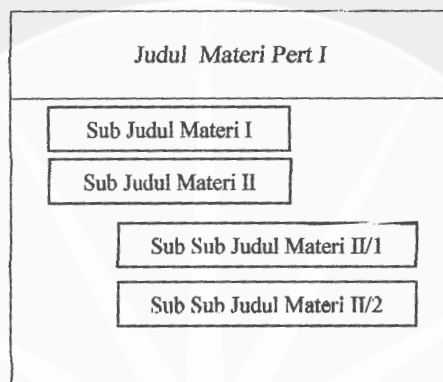 Judul Materi Pert I
Sub Judul Materi I
Sub Judul Materi II
Sub Sub Judul Materi II/1
Sub Sub Judul Materi II/2